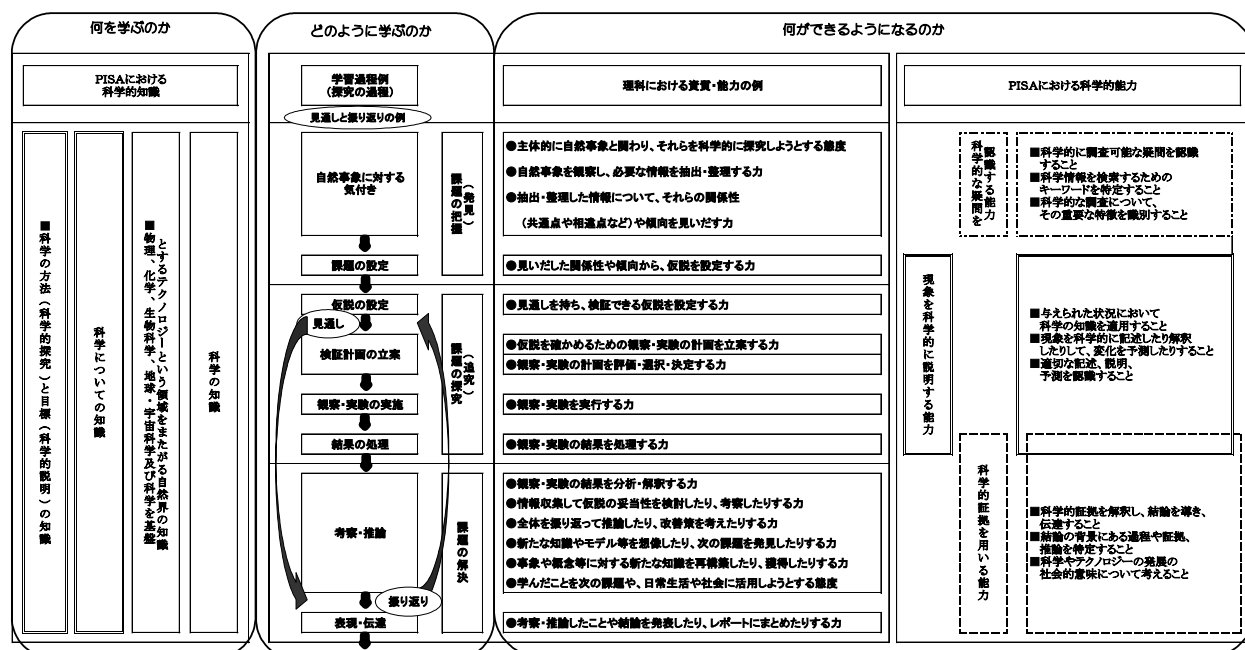 何を学ぶのか
PISAにおける
科学的知識
■科学の方法(科学的探究)と目標(科学的説明)の知識
科学についての知識
■物理、化学、生物科学、地球・宇宙科学及び科学を基盤
とするテクノロジーという領域をまたがる自然界の知識
科学の知識
どのように学ぶのか
学習過程例
(探究の過程)
見通しと振り返りの例
自然事象に対する
気付き
課題の設定
仮説の設定
見通し
検証計画の立案
観察・実験の実施
結果の処理
考察・推論
振り返り
表現・伝達
課題の把握
(発見)
課題の探究
(追究)
課題の解決
何ができるようになるのか
理科における資質・能力の例
●主体的に自然事象と関わり、それらを科学的に探究しようとする態度
●自然事象を観察し、必要な情報を抽出・整理する力
●抽出・整理した情報について、それらの関係性
(共通点や相違点など)や傾向を見いだす力
●見いだした関係性や傾向から、仮説を設定する力
●見通しを持ち、検証できる仮説を設定する力
●仮説を確かめるための観察・実験の計画を立案する力
●観察・実験の計画を評価・選択・決定する力
●観察・実験を実行する力
●観察・実験の結果を処理する力
●観察・実験の結果を分析・解釈する力
●情報収集して仮説の妥当性を検討したり、考察したりする力
●全体を振り返って推論したり、改善策を考えたりする力
●新たな知識やモデル等を想像したり、次の課題を発見したりする力
●事象や概念等に対する新たな知識を再構築したり、獲得したりする力
●学んだことを次の課題や、日常生活や社会に活用しようとする態度
●考察・推論したことや結論を発表したり、レポートにまとめたりする力
PISAにおける科学的能力
科学的な疑問を
認識する能力
■科学的に調査可能な疑問を認識
すること
■科学情報を検索するための
キーワードを特定すること
■科学的な調査について、
その重要な特徴を識別すること
現象を科学的に説明する能力
■与えられた状況において
科学の知識を適用すること
■現象を科学的に記述したり解釈
したりして、変化を予測したりすること
■適切な記述、説明、
予測を認識すること
科学的証拠を用いる能力
■科学的証拠を解釈し、結論を導き、
伝達すること
■結論の背景にある過程や証拠、
推論を特定すること
■科学やテクノロジーの発展の
社会的意味について考えること